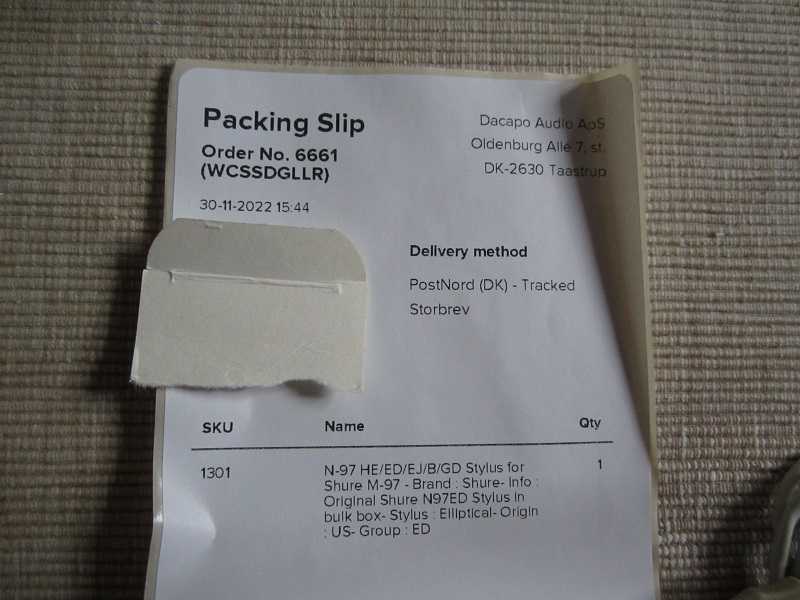 Packing Slip
Order No. 6661
(WCSSDGLLR)
30-11-2022 15:44
Dacapo Audio ApS
Oldenburg Alle 7, st.
DK-2630 Taastrup
Delivery method
PostNord (DK) - Tracked
Storbrev
SKU Name Qty
1301 N-97 HE/ED/EJ/B/GD Stylus for 1
Shure M-97 - Brand : Shure- Info :
Original Shure N97ED Stylus in
bulk box- Stylus : Elliptical- Origin
: US- Group : ED